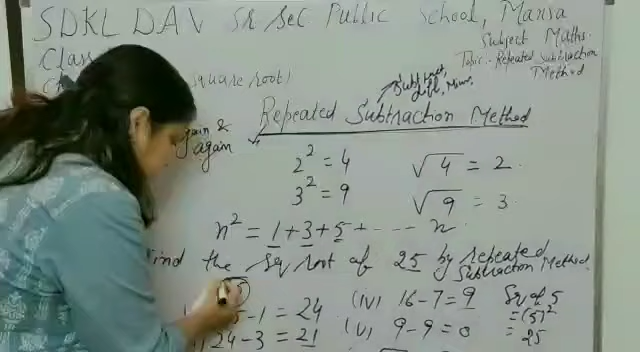 SDKL DAV Sr Sec Public School, Mansa
Subject Maths.
Class
Topic:- Repeated Subtraction Method
square root)
Subtract,
Repeated Subtraction Method
again & again
2² = 4 √4 = 2
3² = 9 √9 = 3
n² = 1+3+5+ --- n
Find the sq root of 25 by repeated Subtraction Method
-1 = 24 (iv) 16-7 = 9 Sq of 5
24-3 = 21 (v) 9-9 = 0 = (5)²
= 25